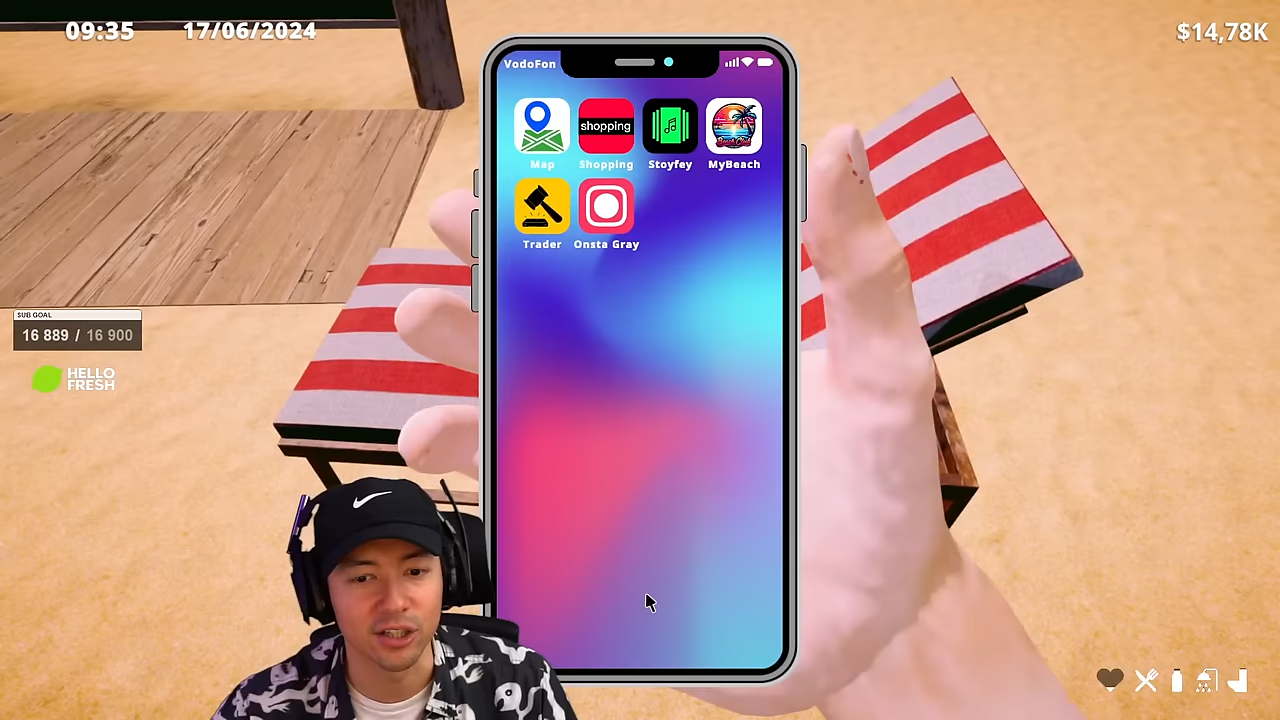 09:35 17/06/2024
$14,78K
VodoFon
shopping
Map Shopping Stoyfey MyBeach
Trader Onsta Gray
SUB GOAL
16 889 / 16 900
HELLO
FRESH